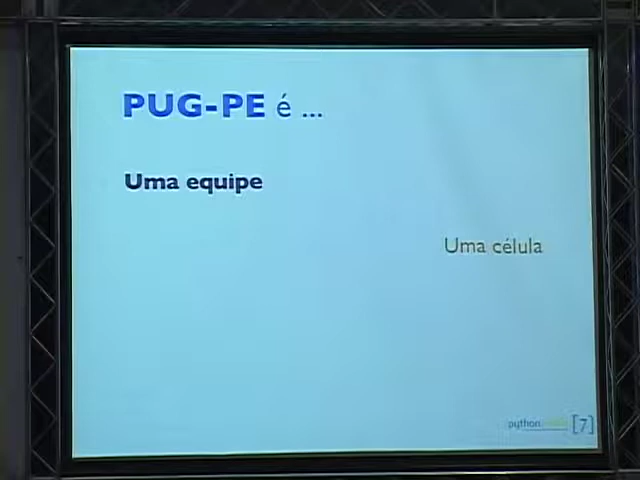 PUG-PE é ...
Uma equipe
Uma célula
python
[7]